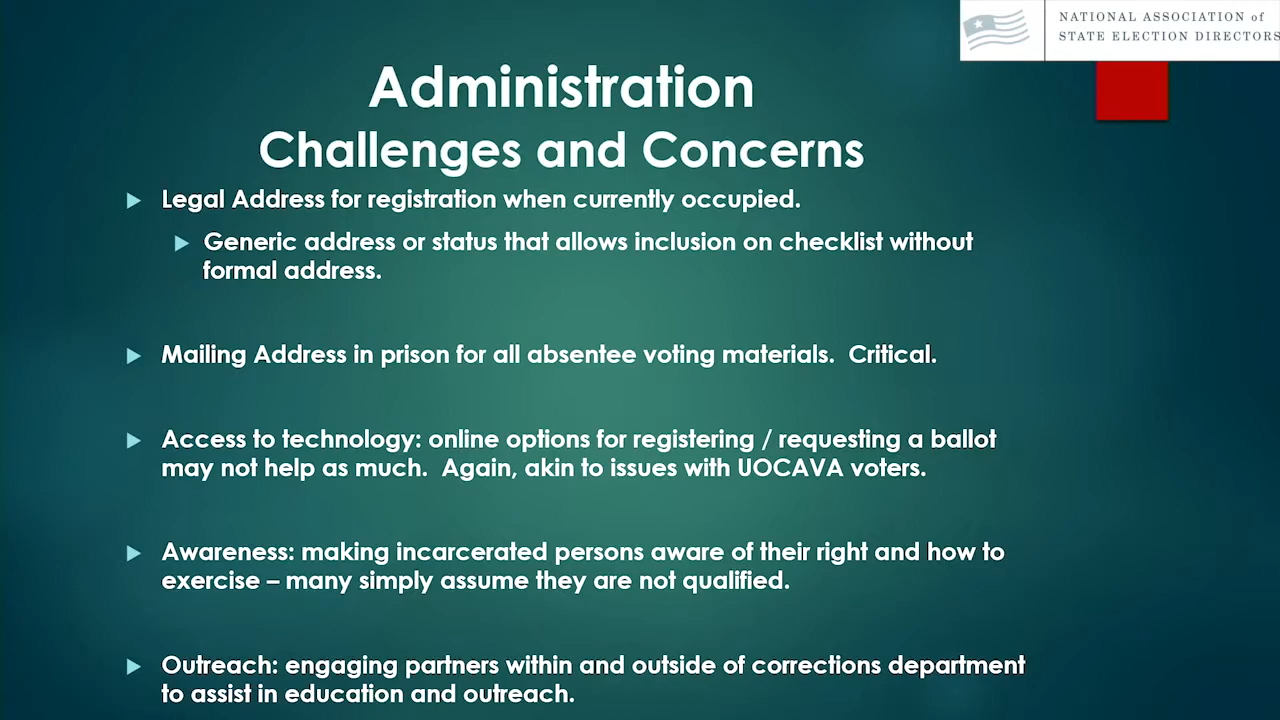 NATIONAL ASSOCIATION of
STATE ELECTION DIRECTORS
Administration
Challenges and Concerns
Legal Address for registration when currently occupied.
Generic address or status that allows inclusion on checklist without
formal address.
Mailing Address in prison for all absentee voting materials.  Critical.
Access to technology: online options for registering / requesting a ballot
may not help as much.  Again, akin to issues with UOCAVA voters.
Awareness: making incarcerated persons aware of their right and how to
exercise – many simply assume they are not qualified.
Outreach: engaging partners within and outside of corrections department
to assist in education and outreach.